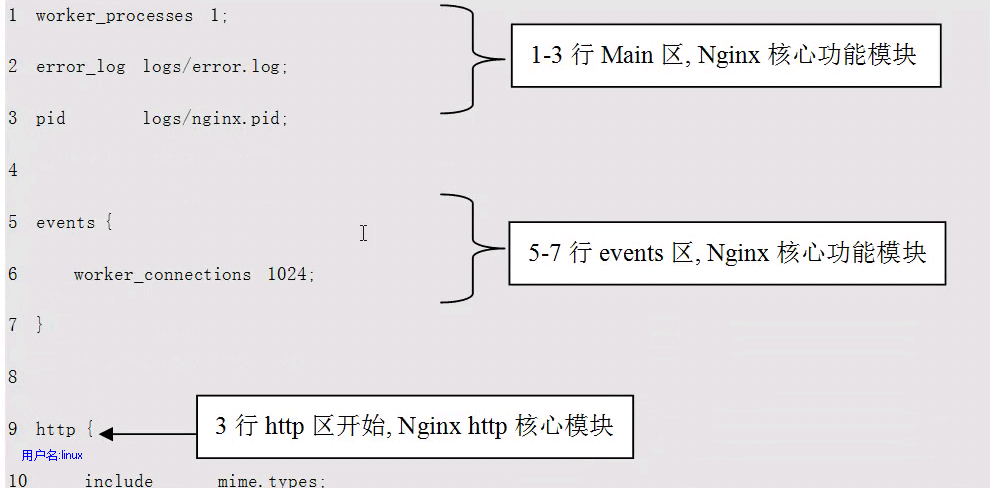 1 worker_processes 1;
1-3 行 Main 区, Nginx 核心功能模块
2 error_log logs/error.log;
3 pid logs/nginx.pid;
4
5 events {
5-7 行 events 区, Nginx 核心功能模块
6 worker_connections 1024;
7 }
8
3 行 http 区开始, Nginx http 核心模块
9 http {
用户名:linux
10 include mime.types;